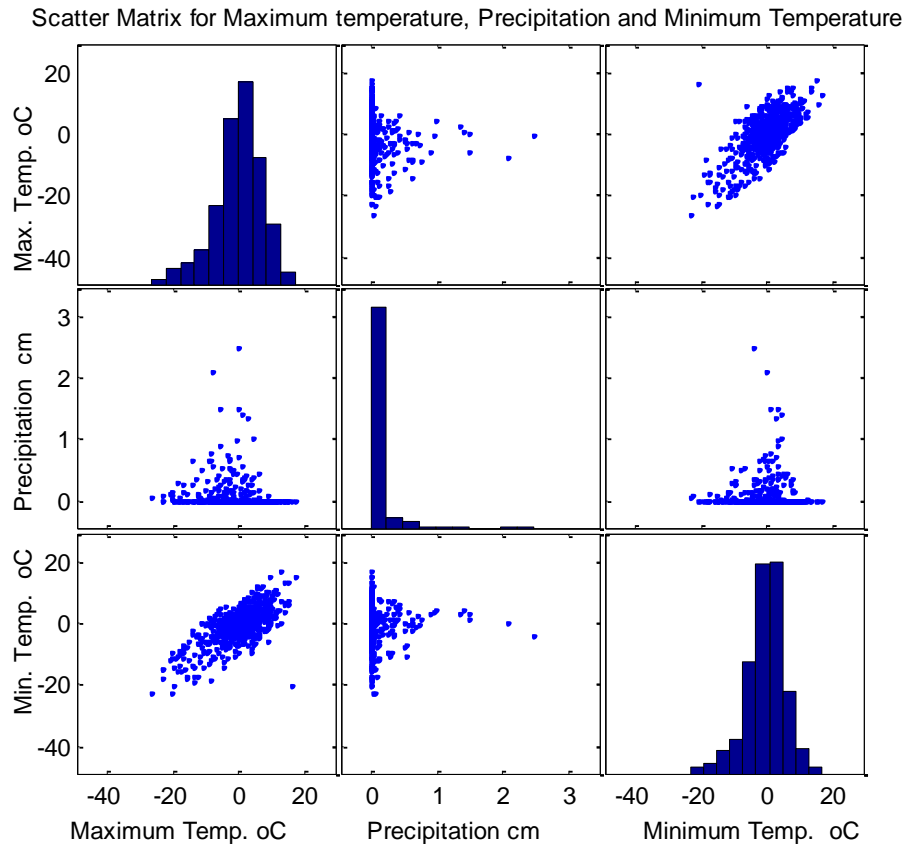 Scatter Matrix for Maximum temperature, Precipitation and Minimum Temperature
Max. Temp. oC
20
0
-20
-40
Precipitation cm
3
2
1
0
Min. Temp. oC
20
0
-20
-40
-40 -20 0 20
0 1 2 3
-40 -20 0 20
Maximum Temp. oC
Precipitation cm
Minimum Temp. oC